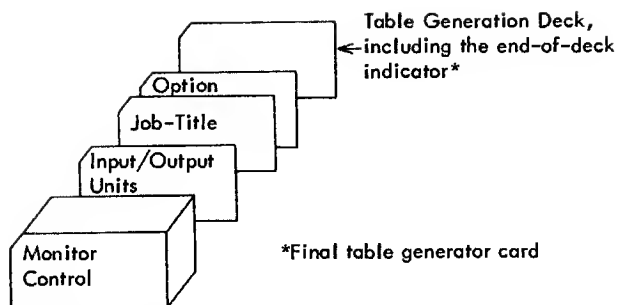 Table Generation Deck,
including the end-of-deck
indicator*
Option
Job-Title
Input/Output
Units
Monitor
Control
*Final table generator card